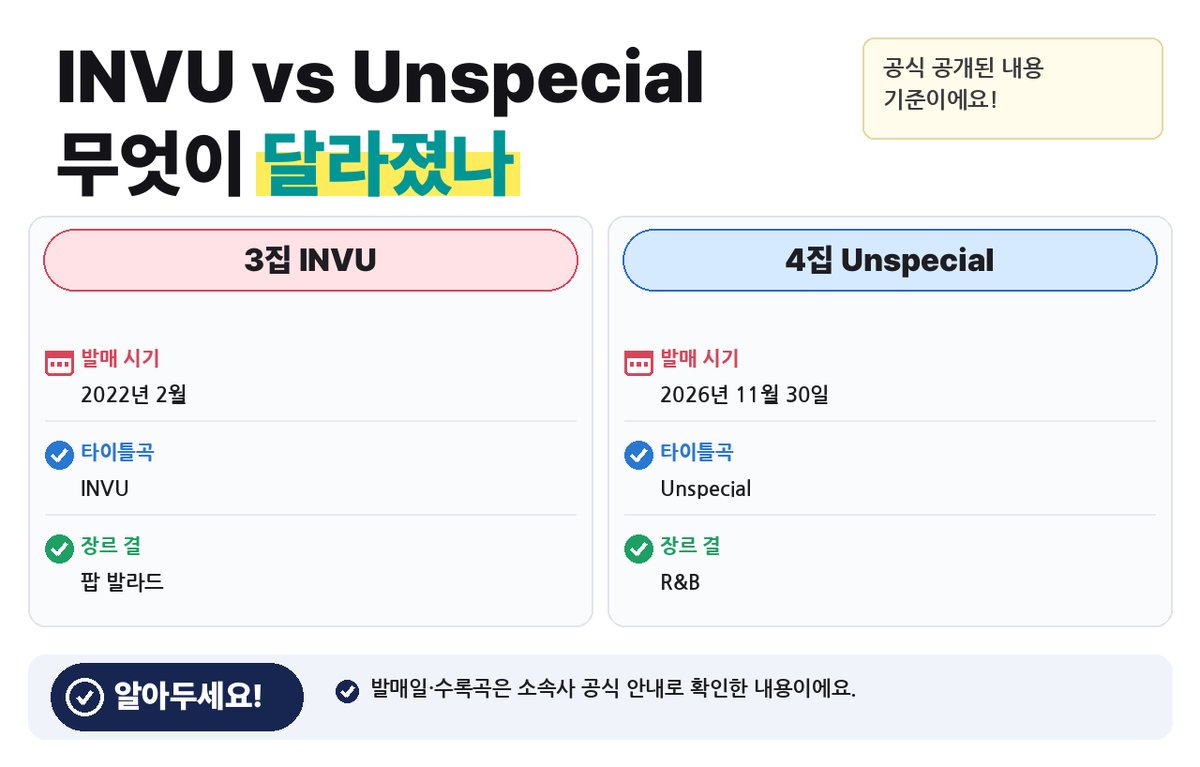 INVU vs Unspecial
무엇이 달라졌나
공식 공개된 내용
기준이에요!
3집 INVU
발매 시기
2022년 2월
타이틀곡
INVU
장르 결
팝 발라드
4집 Unspecial
발매 시기
2026년 11월 30일
타이틀곡
Unspecial
장르 결
R&B
알아두세요!
발매일·수록곡은 소속사 공식 안내로 확인한 내용이에요.